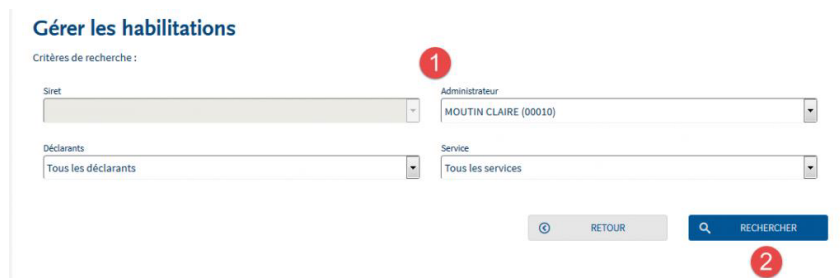 Gérer les habilitations
Critères de recherche :
1
Siret
Administrateur
MOUTIN CLAIRE (00010)
Déclarants
Service
Tous les déclarants
Tous les services
RETOUR
RECHERCHER
2